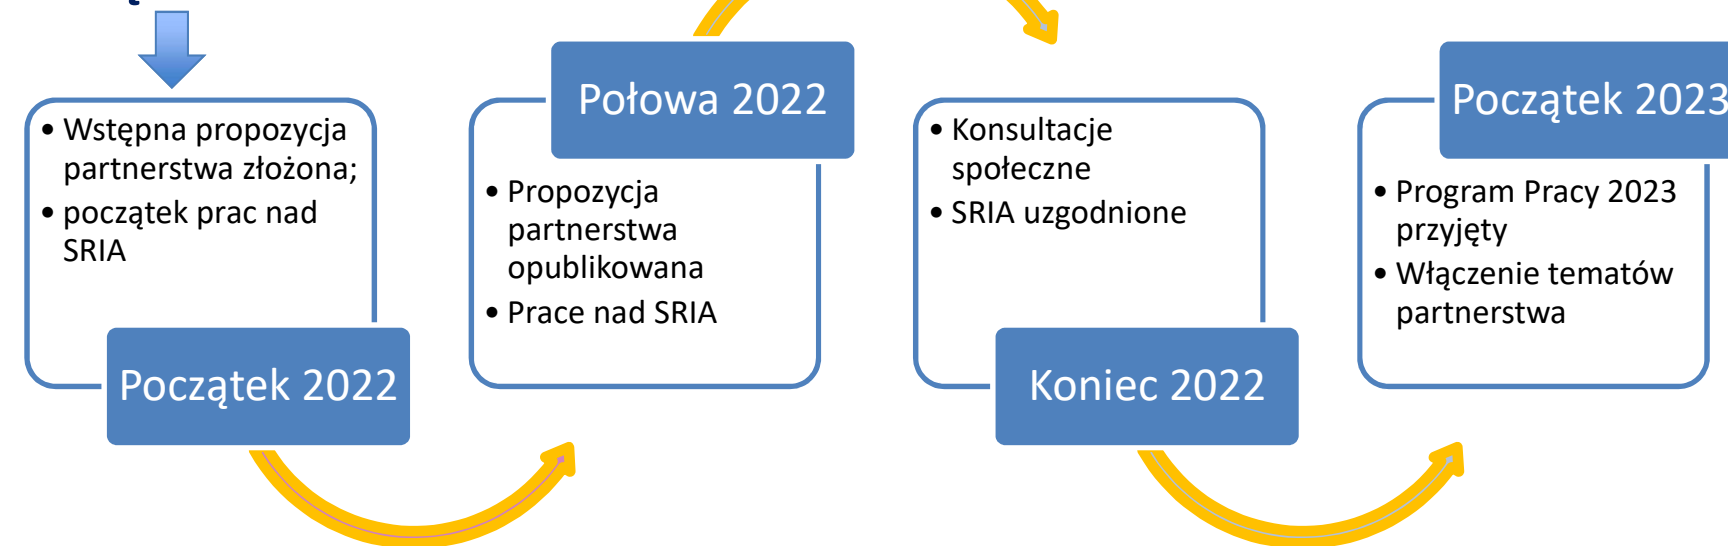 • Wstępna propozycja
partnerstwa złożona;
• początek prac nad
SRIA
Początek 2022
Połowa 2022
• Propozycja
partnerstwa
opublikowana
• Prace nad SRIA
• Konsultacje
społeczne
• SRIA uzgodnione
Koniec 2022
Początek 2023
• Program Pracy 2023
przyjęty
• Włączenie tematów
partnerstwa